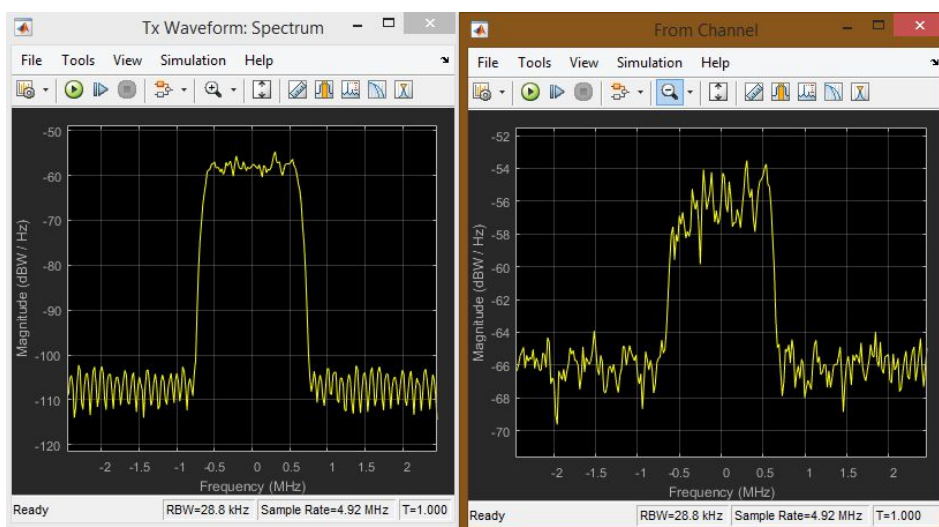 Tx Waveform: Spectrum
File Tools View Simulation Help
-50
-60
-70
-80
-90
-100
-110
-120
Magnitude (dBW / Hz)
-2 -1.5 -1 -0.5 0 0.5 1 1.5 2
Frequency (MHz)
Ready RBW=28.8 kHz Sample Rate=4.92 MHz T=1.000
From Channel
File Tools View Simulation Help
-52
-54
-56
-58
-60
-62
-64
-66
-68
-70
Magnitude (dBW / Hz)
-2 -1.5 -1 -0.5 0 0.5 1 1.5 2
Frequency (MHz)
Ready RBW=28.8 kHz Sample Rate=4.92 MHz T=1.000